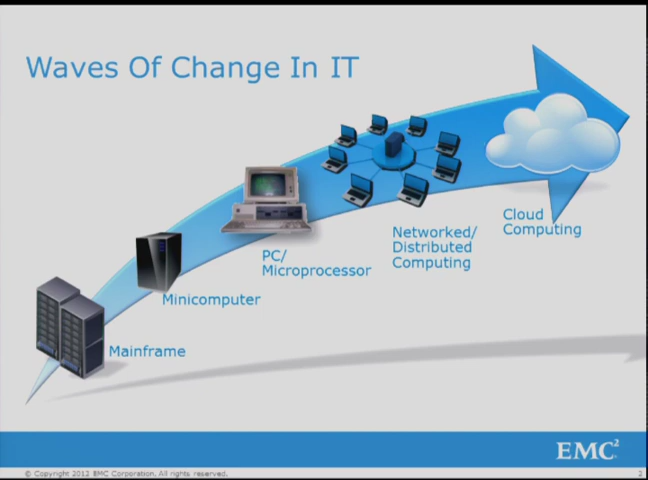 Waves Of Change In IT
Cloud
Computing
Networked/
Distributed
Computing
PC/
Microprocessor
Minicomputer
Mainframe
EMC²
© Copyright 2012 EMC Corporation. All rights reserved.
2